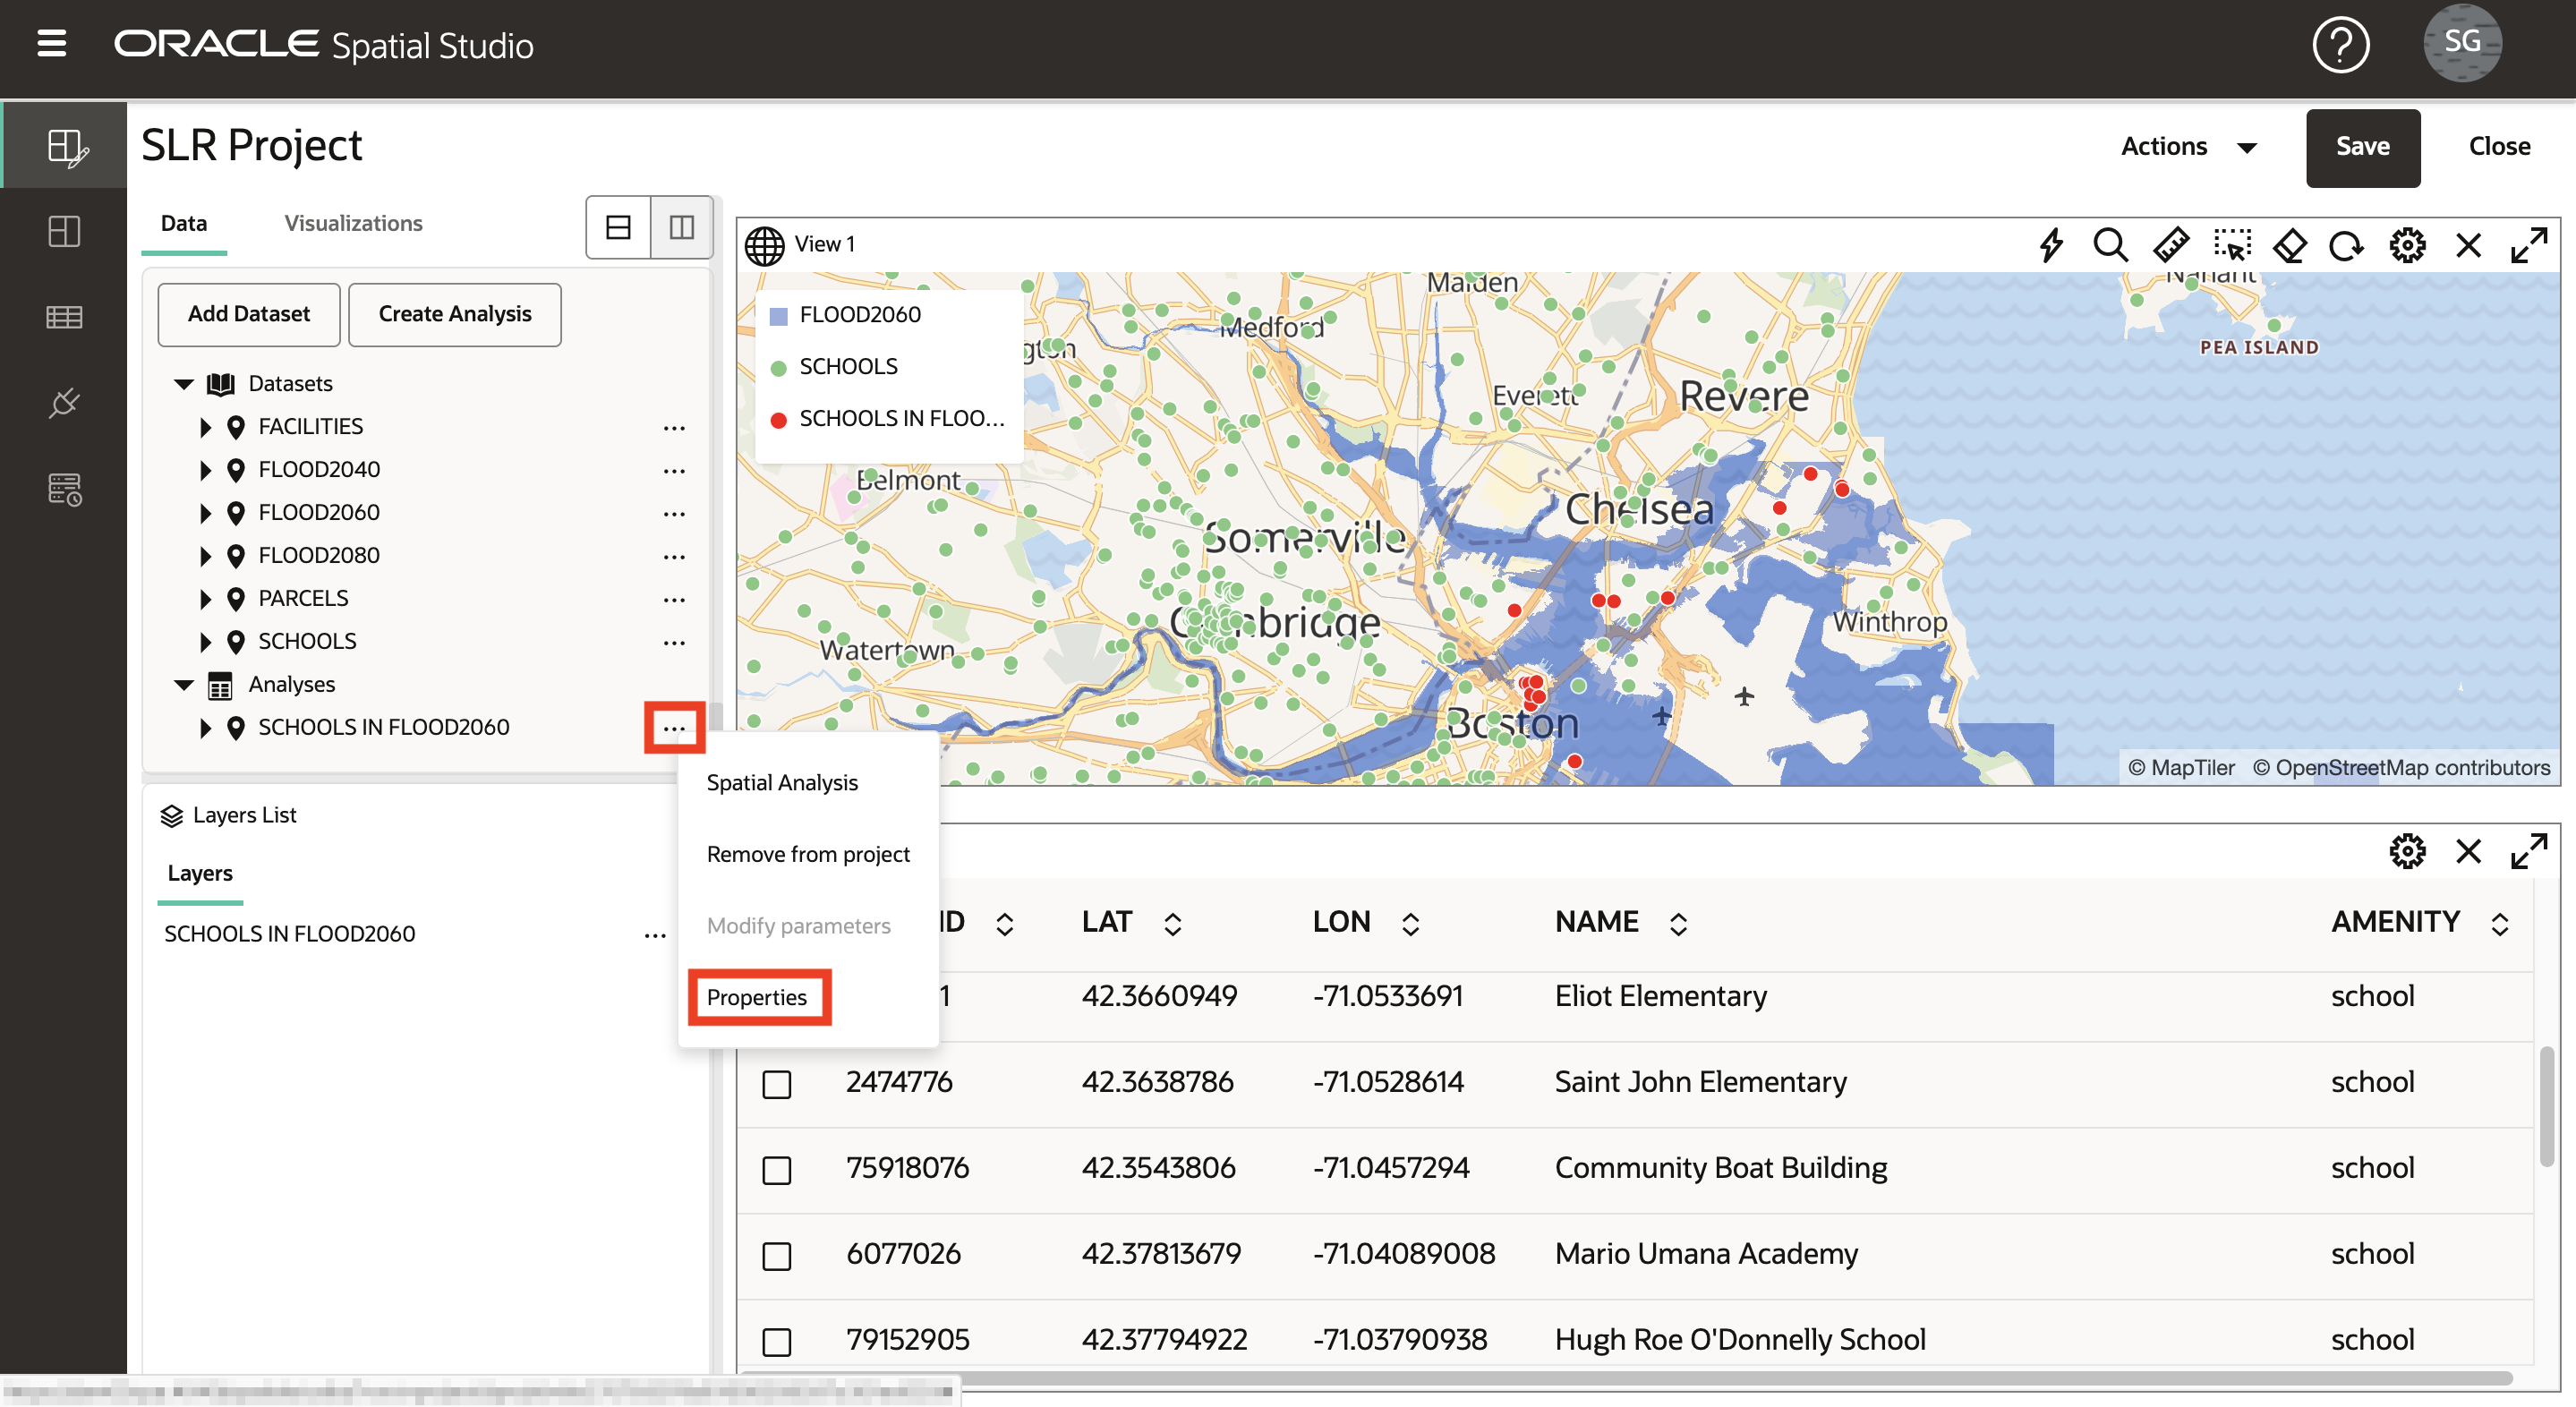 ORACLE Spatial Studio
SG
SLR Project
Actions
Save
Close
Data
Visualizations
Add Dataset
Create Analysis
Datasets
FACILITIES
FLOOD2040
FLOOD2060
FLOOD2080
PARCELS
SCHOOLS
Analyses
SCHOOLS IN FLOOD2060
Spatial Analysis
Remove from project
Modify parameters
Properties
Layers List
Layers
SCHOOLS IN FLOOD2060
View 1
FLOOD2060
SCHOOLS
SCHOOLS IN FLOO...
Malden
Medford
Everett
Revere
Nahant
PEA ISLAND
Belmont
Somerville
Chelsea
Cambridge
Watertown
Winthrop
Boston
© MapTiler © OpenStreetMap contributors
ID LAT LON NAME AMENITY
1 42.3660949 -71.0533691 Eliot Elementary school
2474776 42.3638786 -71.0528614 Saint John Elementary school
75918076 42.3543806 -71.0457294 Community Boat Building school
6077026 42.37813679 -71.04089008 Mario Umana Academy school
79152905 42.37794922 -71.03790938 Hugh Roe O'Donnelly School school